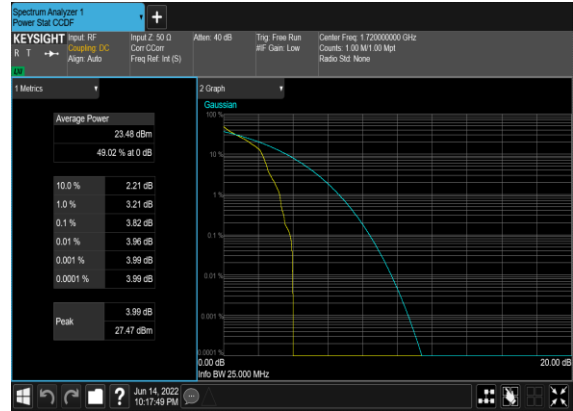 Spectrum Analyzer 1
Power Stat CCDF
KEYSIGHT
R T
LM
Input: RF
Coupling: DC
Align: Auto
Input Z: 50 Ω
Corr CCorr
Freq Ref: Int (S)
Atten: 40 dB
Trig: Free Run
#IF Gain: Low
Center Freq: 1.720000000 GHz
Counts: 1.00 M/1.00 Mpt
Radio Std: None
1 Metrics
Average Power
23.48 dBm
49.02 % at 0 dB
10.0 % 2.21 dB
1.0 % 3.21 dB
0.1 % 3.82 dB
0.01 % 3.96 dB
0.001 % 3.99 dB
0.0001 % 3.99 dB
Peak
3.99 dB
27.47 dBm
2 Graph
Gaussian
100 %
10 %
1 %
0.1 %
0.01 %
0.001 %
0.0001 %
0.00 dB
20.00 dB
Info BW 25.000 MHz
?
Jun 14, 2022
10:17:49 PM